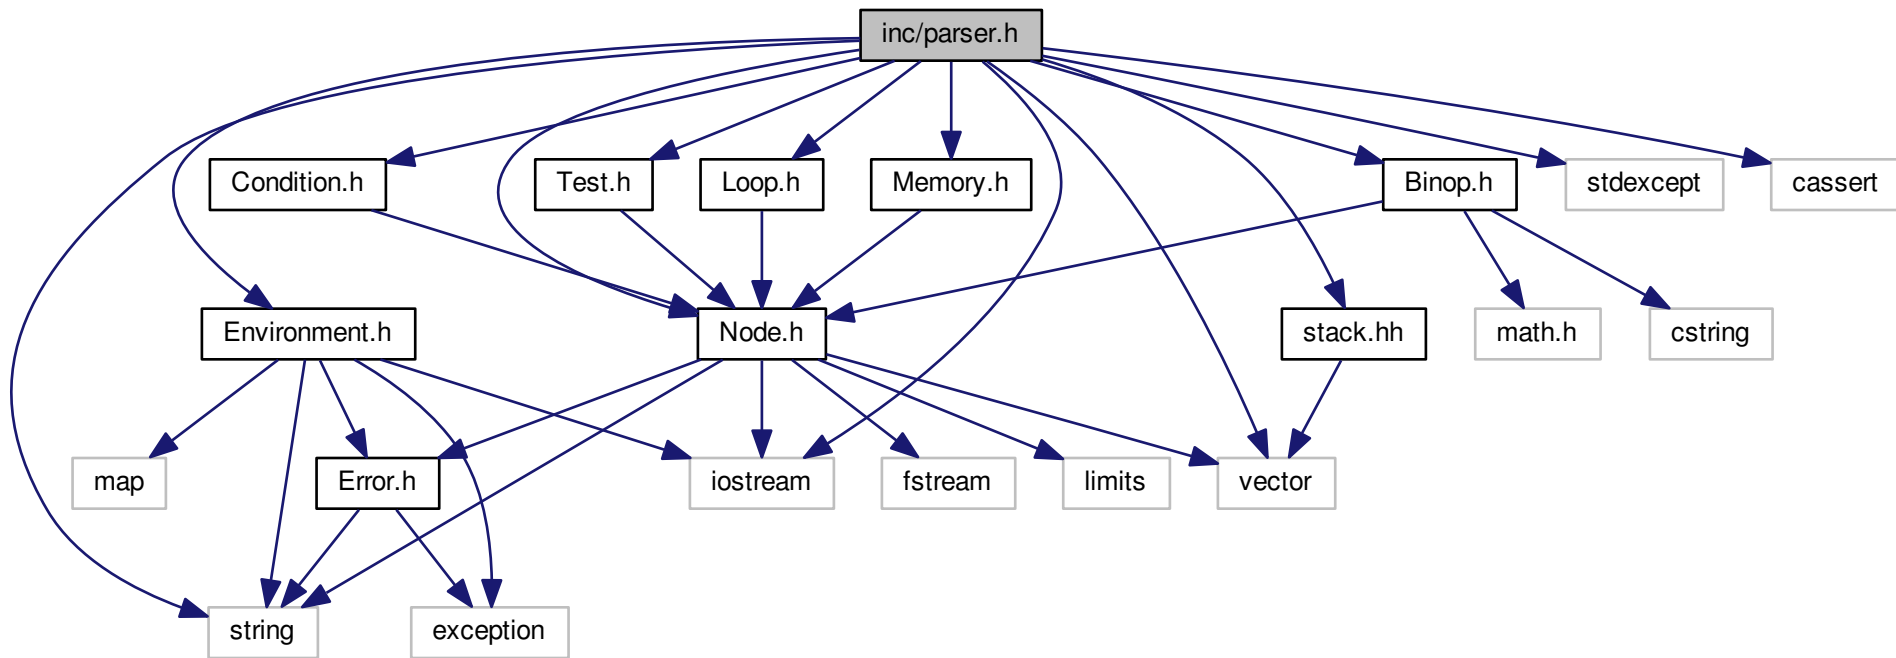 inc/parser.h
Condition.h
Test.h
Loop.h
Memory.h
Binop.h
stdexcept
cassert
Environment.h
Node.h
stack.hh
math.h
cstring
map
Error.h
iostream
fstream
limits
vector
string
exception